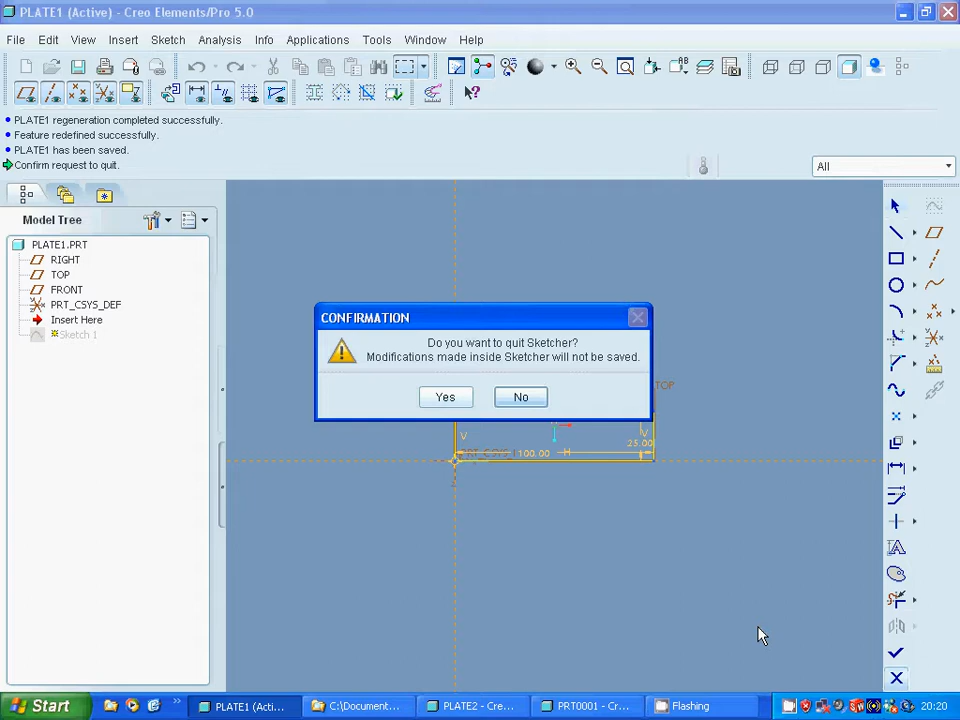 PLATE1 (Active) - Creo Elements/Pro 5.0
File Edit View Insert Sketch Analysis Info Applications Tools Window Help
PLATE1 regeneration completed successfully.
Feature redefined successfully.
PLATE1 has been saved.
Confirm request to quit.
All
Model Tree
PLATE1.PRT
RIGHT
TOP
FRONT
PRT_CSYS_DEF
Insert Here
Sketch 1
CONFIRMATION
Do you want to quit Sketcher?
Modifications made inside Sketcher will not be saved.
Yes No
TOP
V V
25.00
PRT_CSYS_ 100.00 H
Start PLATE1 (Acti... C:\Document... PLATE2 - Cre... PRT0001 - Cr... Flashing 20:20